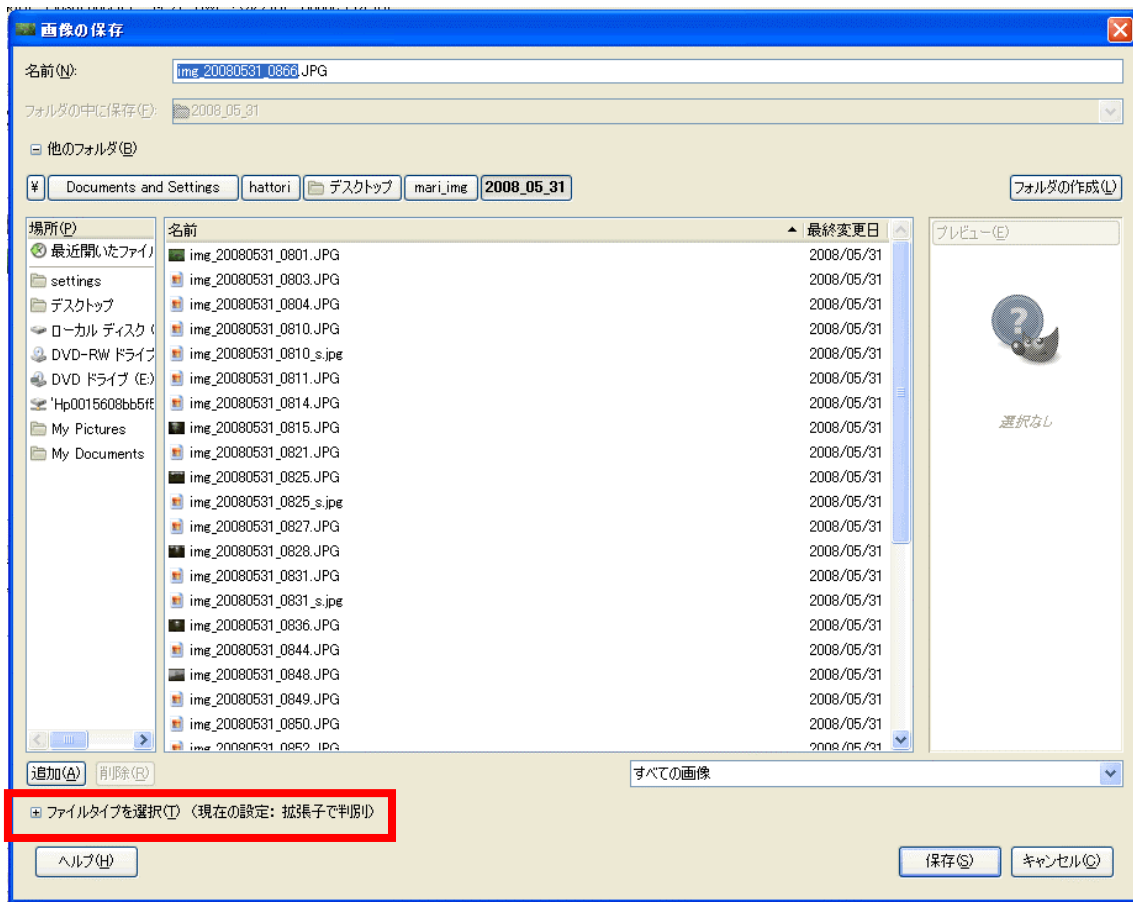 画像の保存
名前(N): img_20080531_0866.JPG
フォルダの中に保存(F): 2008_05_31
他のフォルダ(B)
¥ Documents and Settings hattori デスクトップ mari_img 2008_05_31 フォルダの作成(L)
場所(P)
最近開いたファイル
settings
デスクトップ
ローカル ディスク (
DVD-RW ドライブ
DVD ドライブ (E:)
'Hp0015608bb5f5
My Pictures
My Documents
名前 最終変更日
img_20080531_0801.JPG 2008/05/31
img_20080531_0803.JPG 2008/05/31
img_20080531_0804.JPG 2008/05/31
img_20080531_0810.JPG 2008/05/31
img_20080531_0810_s.jpg 2008/05/31
img_20080531_0811.JPG 2008/05/31
img_20080531_0814.JPG 2008/05/31
img_20080531_0815.JPG 2008/05/31
img_20080531_0821.JPG 2008/05/31
img_20080531_0825.JPG 2008/05/31
img_20080531_0825_s.jpg 2008/05/31
img_20080531_0827.JPG 2008/05/31
img_20080531_0828.JPG 2008/05/31
img_20080531_0831.JPG 2008/05/31
img_20080531_0831_s.jpg 2008/05/31
img_20080531_0836.JPG 2008/05/31
img_20080531_0844.JPG 2008/05/31
img_20080531_0848.JPG 2008/05/31
img_20080531_0849.JPG 2008/05/31
img_20080531_0850.JPG 2008/05/31
img_20080531_0852.JPG 2008/05/31
プレビュー(E)
選択なし
追加(A) 削除(R) すべての画像
ファイルタイプを選択(T) (現在の設定: 拡張子で判別)
ヘルプ(H) 保存(S) キャンセル(C)